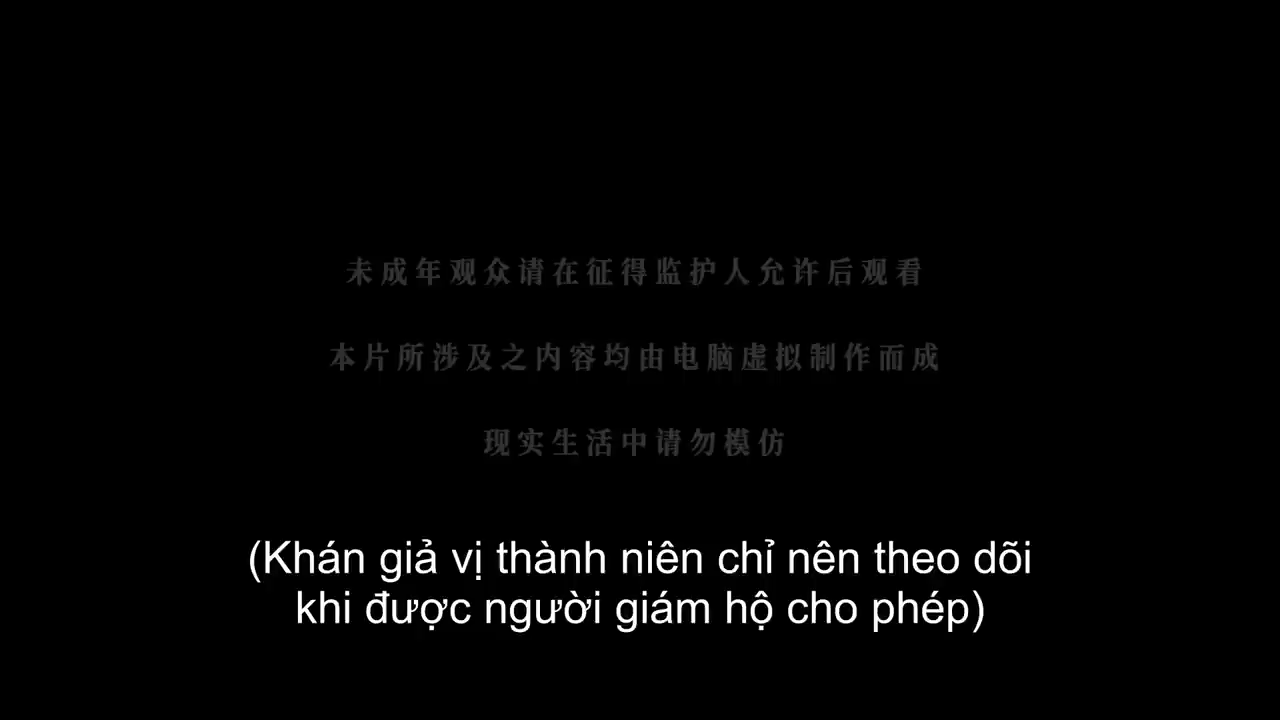 未成年观众请在征得监护人允许后观看
本片所涉及之内容均由电脑虚拟制作而成
现实生活中请勿模仿
(Khán giả vị thành niên chỉ nên theo dõi
khi được người giám hộ cho phép)